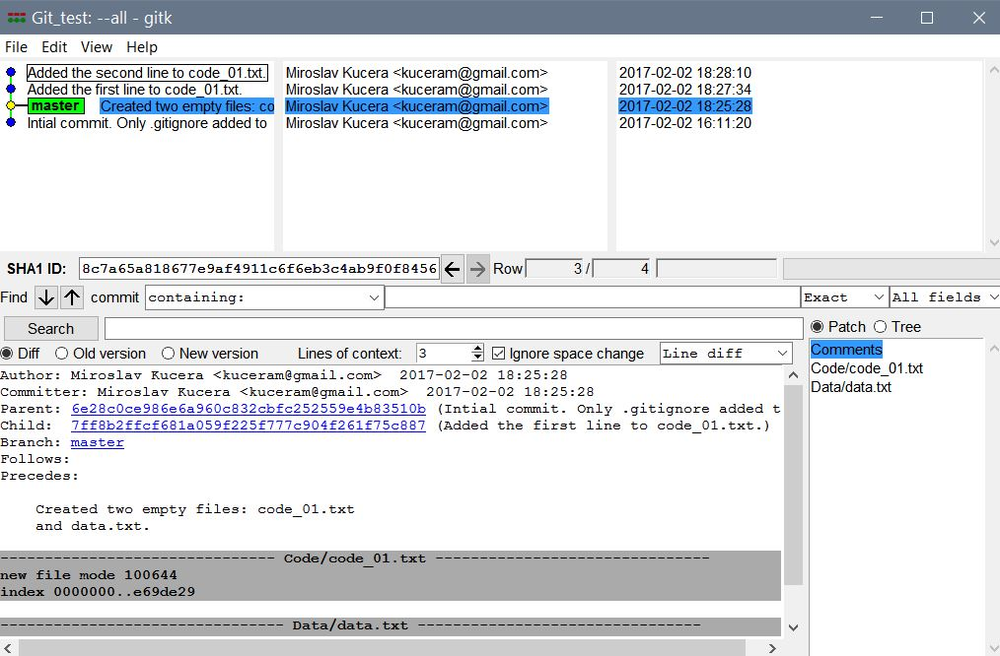 Git_test: --all - gitk
File Edit View Help
Added the second line to code_01.txt. Miroslav Kucera <kuceram@gmail.com> 2017-02-02 18:28:10
Added the first line to code_01.txt. Miroslav Kucera <kuceram@gmail.com> 2017-02-02 18:27:34
master Created two empty files: co Miroslav Kucera <kuceram@gmail.com> 2017-02-02 18:25:28
Intial commit. Only .gitignore added to Miroslav Kucera <kuceram@gmail.com> 2017-02-02 16:11:20
SHA1 ID: 8c7a65a818677e9af4911c6f6eb3c4ab9f0f8456 Row 3 / 4
Find commit containing: Exact All fields
Search Patch Tree
Diff Old version New version Lines of context: 3 Ignore space change Line diff
Comments
Code/code_01.txt
Data/data.txt
Author: Miroslav Kucera <kuceram@gmail.com> 2017-02-02 18:25:28
Committer: Miroslav Kucera <kuceram@gmail.com> 2017-02-02 18:25:28
Parent: 6e28c0ce986e6a960c832cbfc252559e4b83510b (Intial commit. Only .gitignore added t
Child: 7ff8b2ffcf681a059f225f777c904f261f75c887 (Added the first line to code_01.txt.)
Branch: master
Follows:
Precedes:
Created two empty files: code_01.txt
and data.txt.
------------------------------- Code/code_01.txt -------------------------------
new file mode 100644
index 0000000..e69de29
-------------------------------- Data/data.txt --------------------------------